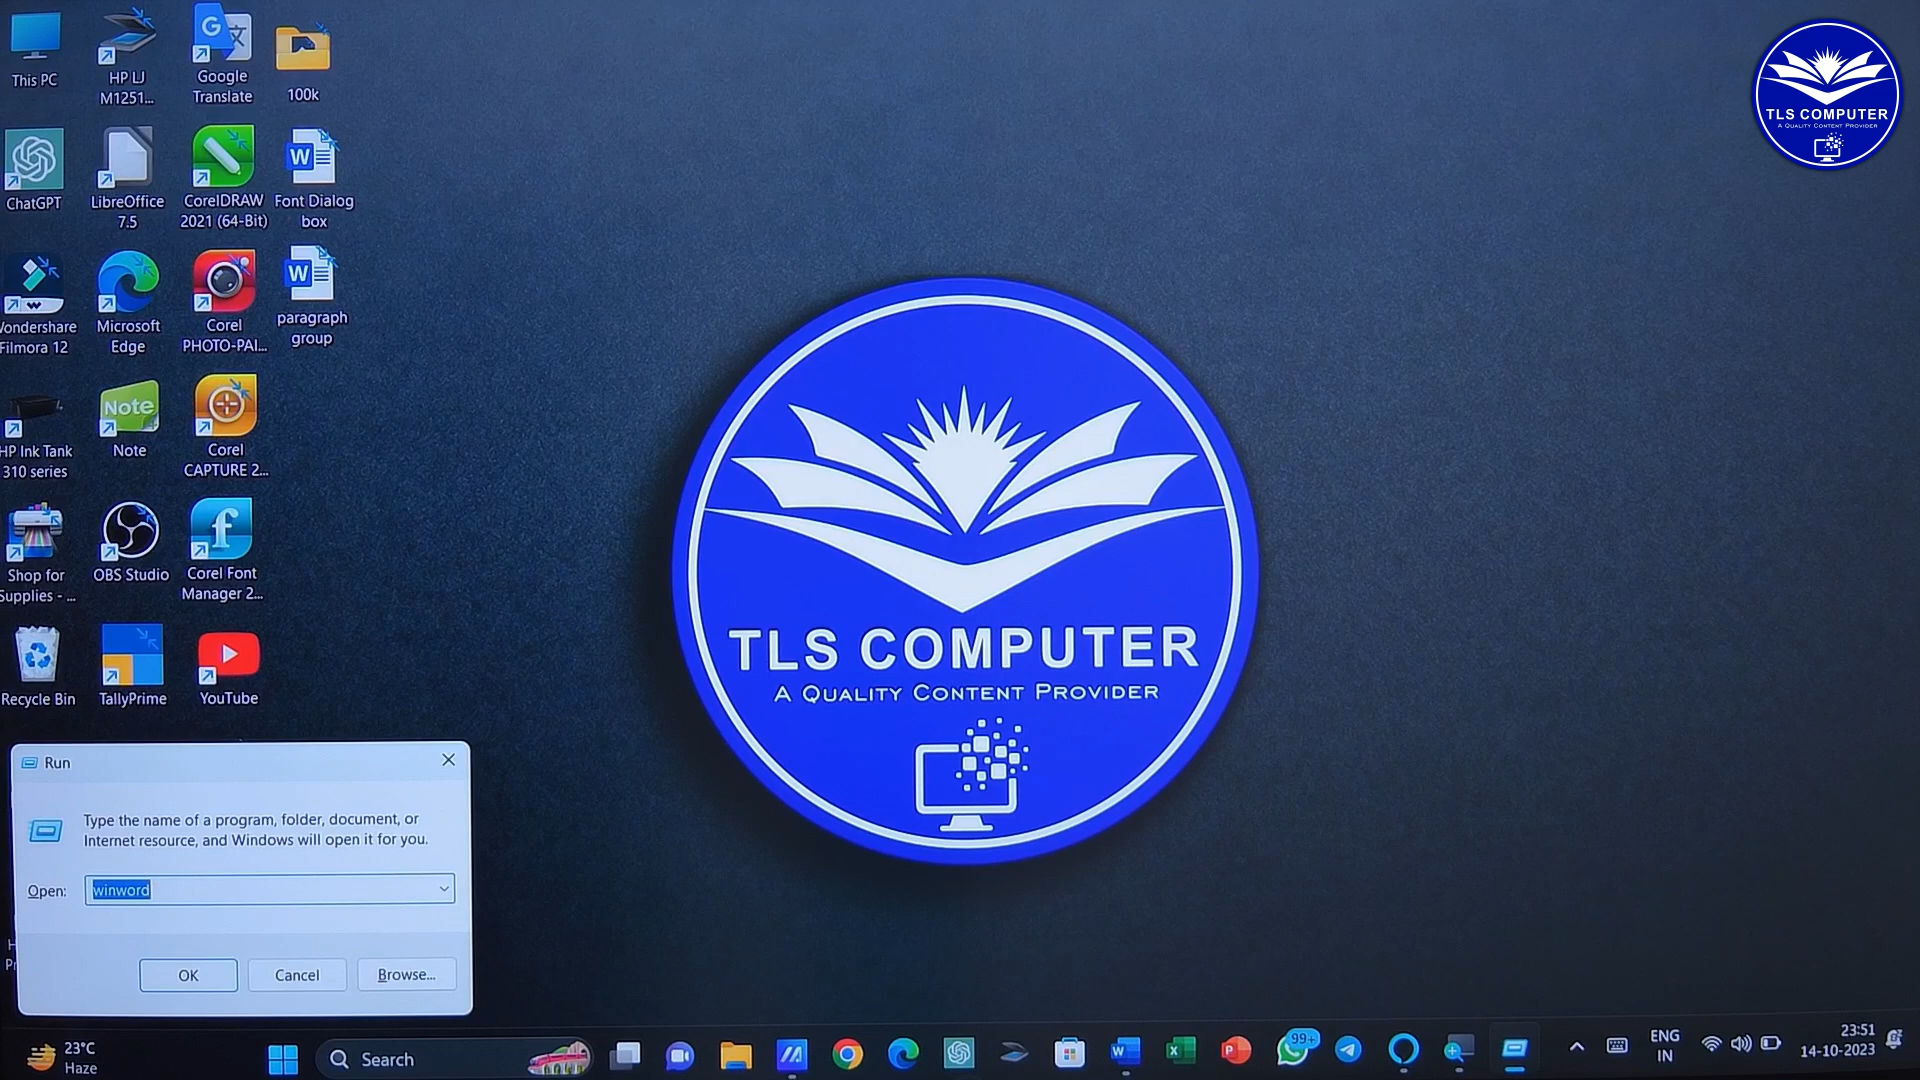 This PC
HP LJ
M1251...
Google
Translate
100k
ChatGPT
LibreOffice
7.5
CorelDRAW
2021 (64-Bit)
W
Font Dialog
box
Wondershare
Filmora 12
Microsoft
Edge
Corel
PHOTO-PAI...
W
paragraph
group
HP Ink Tank
310 series
Note
Note
Corel
CAPTURE 2...
Shop for
Supplies - ...
OBS Studio
Corel Font
Manager 2...
Recycle Bin
TallyPrime
YouTube
TLS COMPUTER
A QUALITY CONTENT PROVIDER
TLS COMPUTER
A QUALITY CONTENT PROVIDER
Run
Type the name of a program, folder, document, or
Internet resource, and Windows will open it for you.
Open:
winword
OK
Cancel
Browse...
23°C
Haze
Search
99+
ENG
IN
23:51
14-10-2023